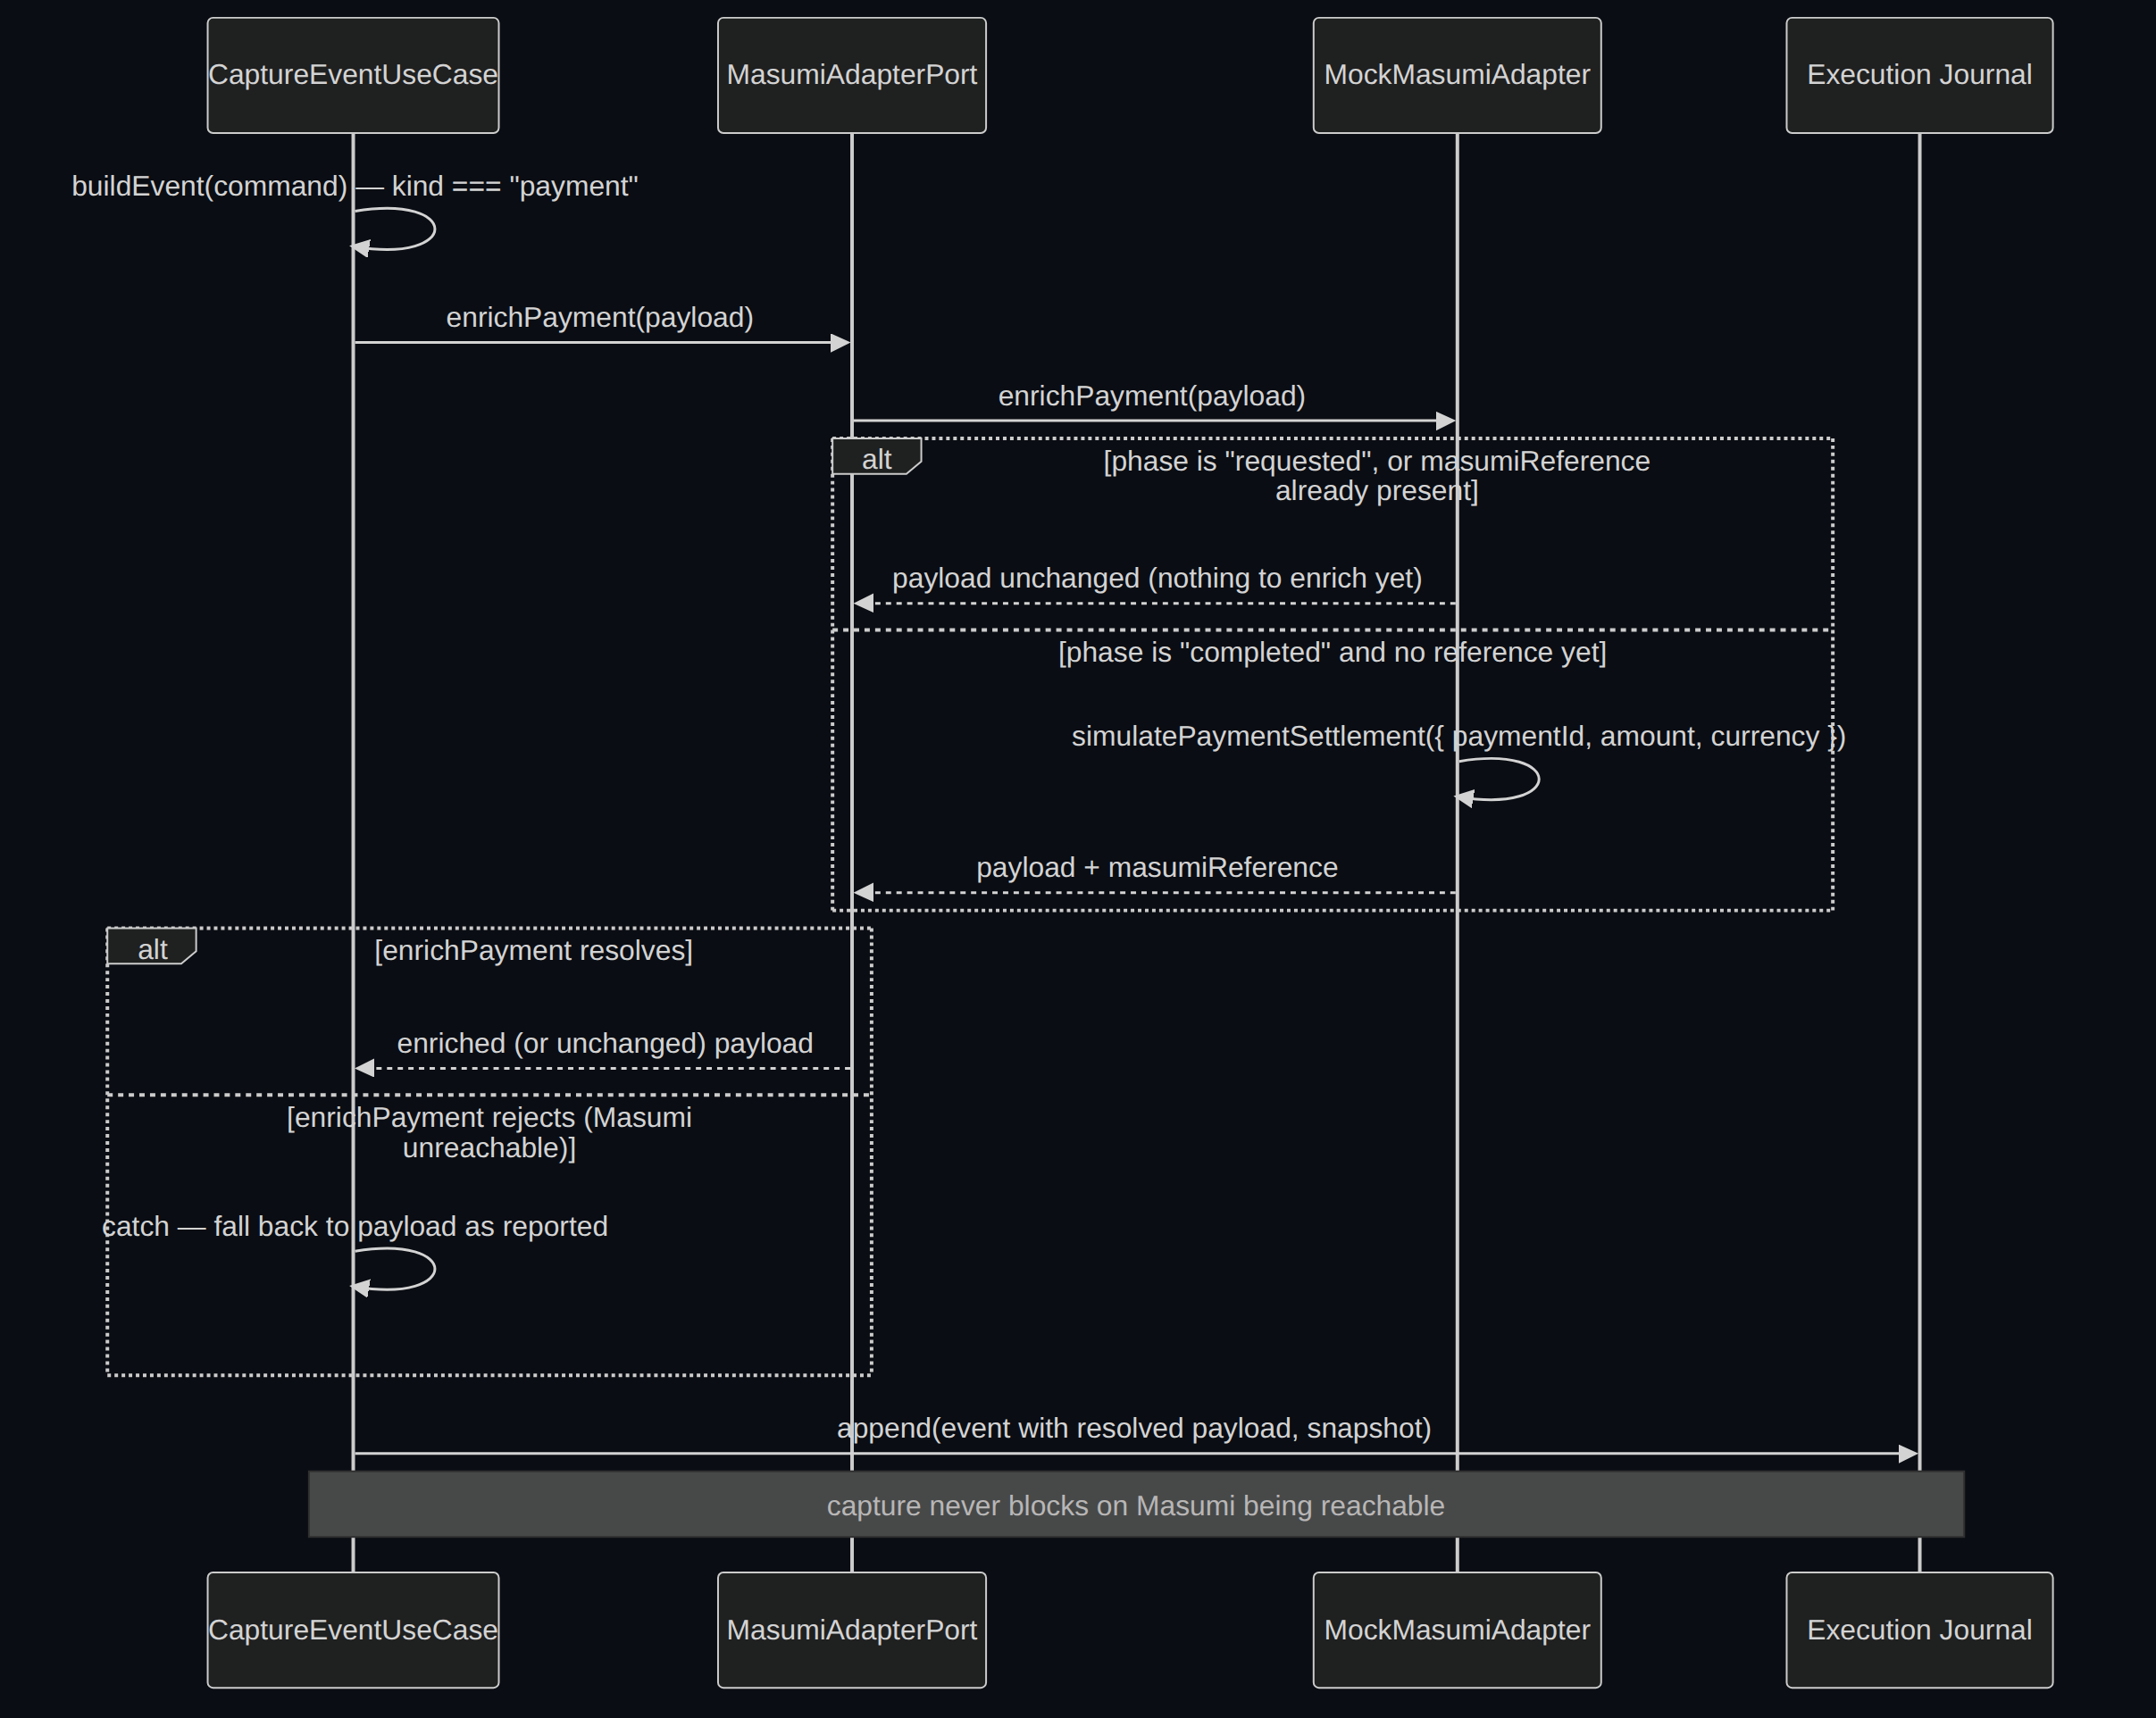 CaptureEventUseCase
MasumiAdapterPort
MockMasumiAdapter
Execution Journal
buildEvent(command) — kind === "payment"
enrichPayment(payload)
enrichPayment(payload)
alt
[phase is "requested", or masumiReference
already present]
payload unchanged (nothing to enrich yet)
[phase is "completed" and no reference yet]
simulatePaymentSettlement({ paymentId, amount, currency })
payload + masumiReference
alt
[enrichPayment resolves]
enriched (or unchanged) payload
[enrichPayment rejects (Masumi
unreachable)]
catch — fall back to payload as reported
append(event with resolved payload, snapshot)
capture never blocks on Masumi being reachable
CaptureEventUseCase
MasumiAdapterPort
MockMasumiAdapter
Execution Journal